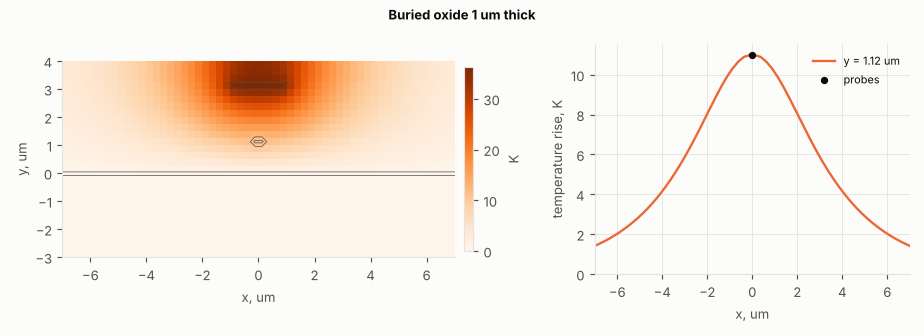 Buried oxide 1 um thick
4
3
2
1
0
−1
−2
−3
y, um
−6 −4 −2 0 2 4 6
x, um
30
20
10
0
K
10
8
6
4
2
0
temperature rise, K
y = 1.12 um
probes
−6 −4 −2 0 2 4 6
x, um